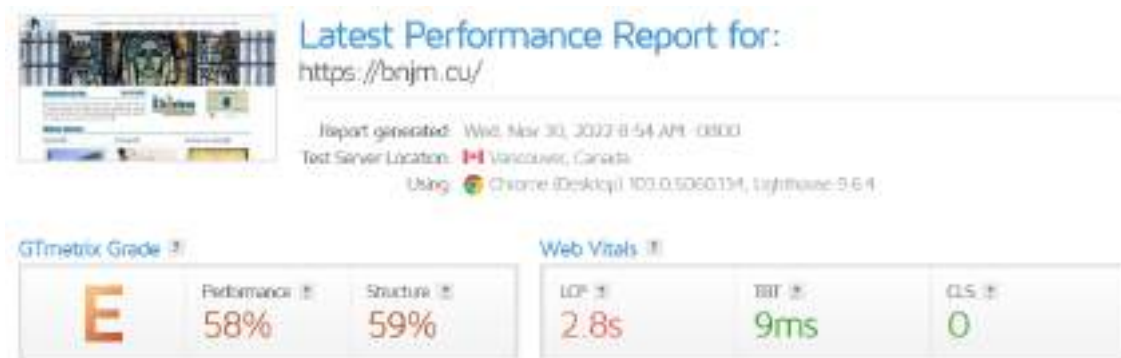 Latest Performance Report for:
https://bnjm.cu/
Report generated: Wed, Nov 30, 2022 8:54 AM -0800
Test Server Location: Vancouver, Canada
Using: Chrome (Desktop) 103.0.5060.134, Lighthouse 9.6.4
GTmetrix Grade ?
Web Vitals ?
E
Performance ?
Structure ?
LCP ?
TBT ?
CLS ?
58%
59%
2.8s
9ms
0